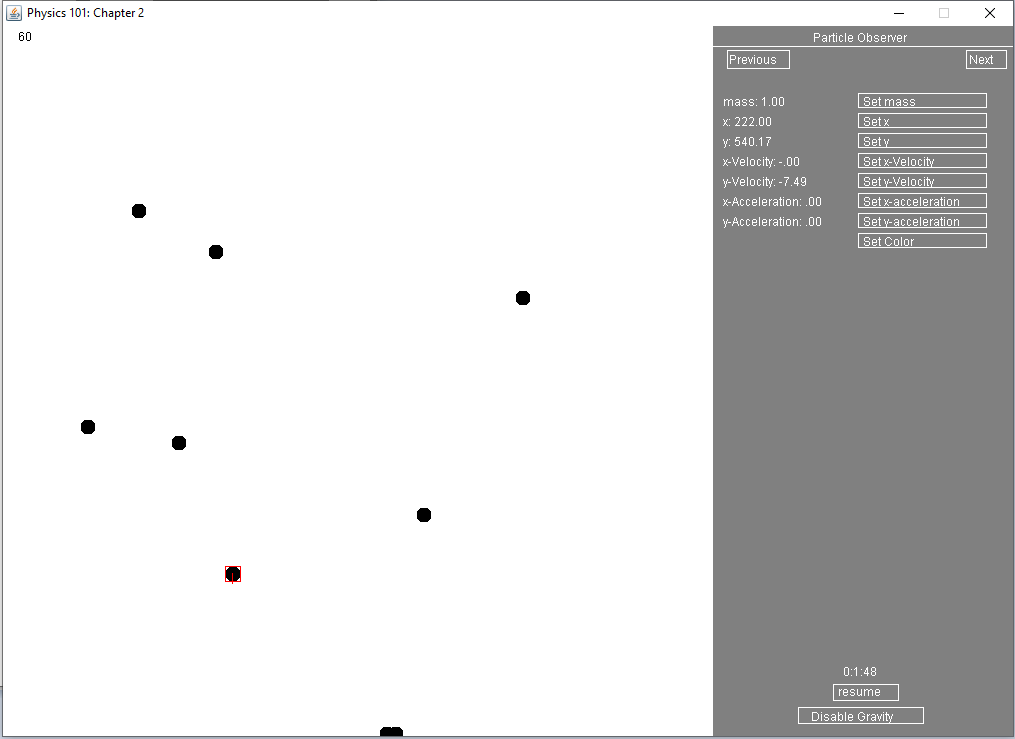 Physics 101: Chapter 2
60
Particle Observer
Previous Next
mass: 1.00 Set mass
x: 222.00 Set x
y: 540.17 Set y
x-Velocity: -.00 Set x-Velocity
y-Velocity: -7.49 Set y-Velocity
x-Acceleration: .00 Set x-acceleration
y-Acceleration: .00 Set y-acceleration
Set Color
0:1:48
resume
Disable Gravity